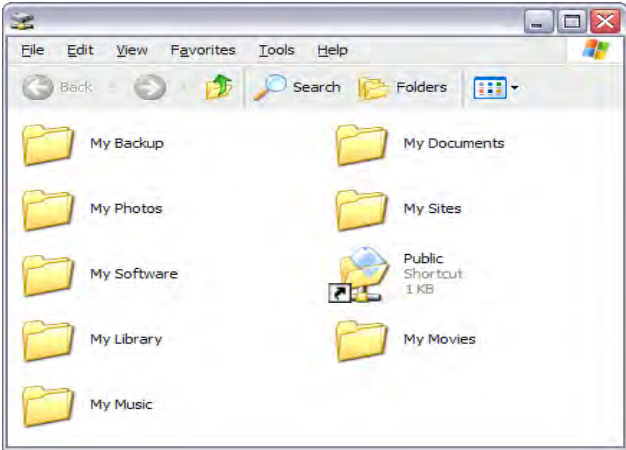 File Edit View Favorites Tools Help
Back Search Folders
My Backup
My Documents
My Photos
My Sites
My Software
Public
Shortcut
1 KB
My Library
My Movies
My Music